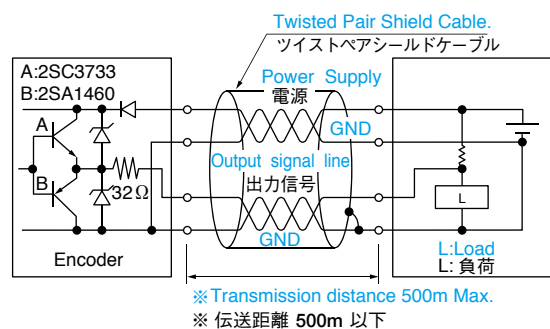 Twisted Pair Shield Cable.
ツイストペアシールドケーブル
A:2SC3733
B:2SA1460
Power Supply
電源
A
GND
Output signal line
出力信号
B
32Ω
L
GND
Encoder
L:Load
L: 負荷
※Transmission distance 500m Max.
※ 伝送距離 500m 以下